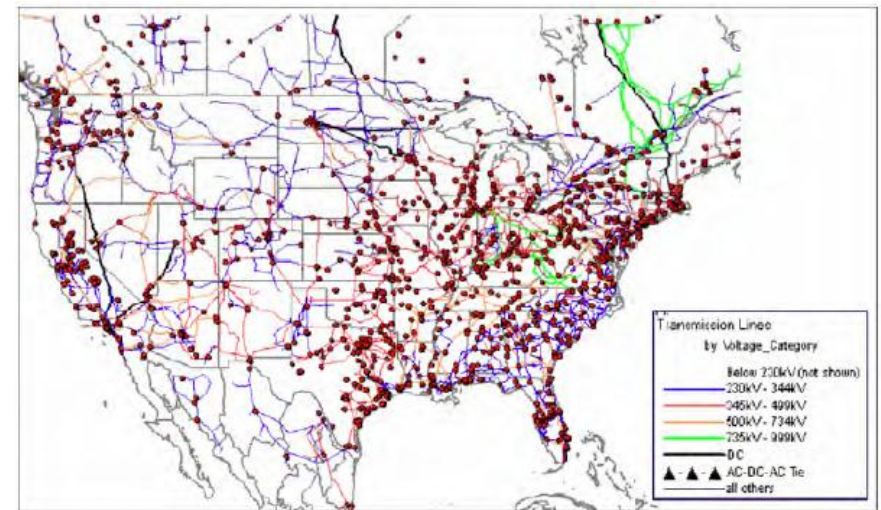 Transmission Lines
by Voltage_Category
Below 230kV (not shown)
230kV - 344kV
345kV - 499kV
500kV - 734kV
735kV - 999kV
DC
AC-DC-AC Tie
all others